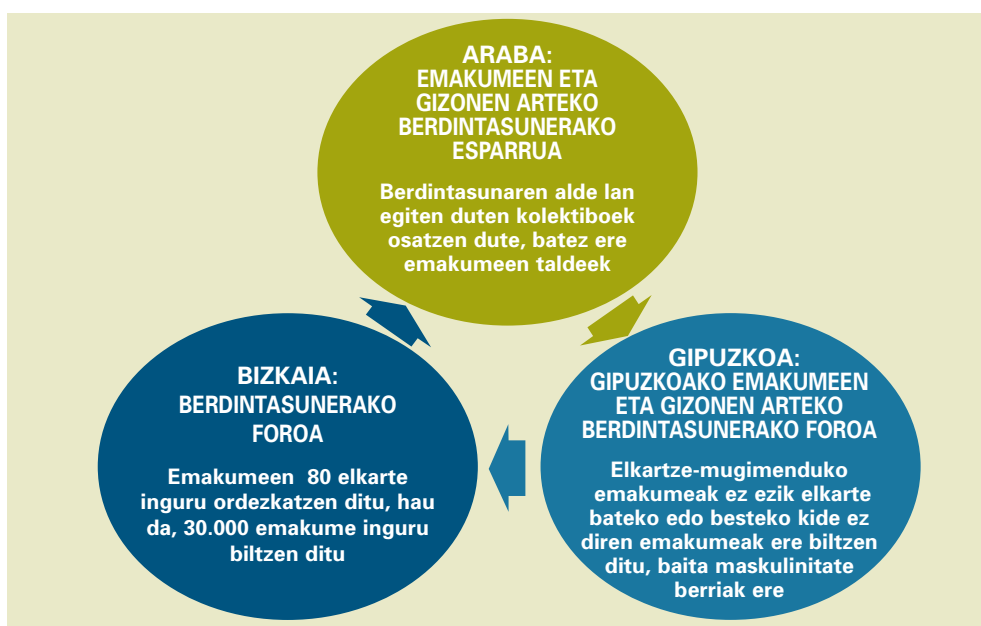 ARABA:
EMAKUMEEN ETA
GIZONEN ARTEKO
BERDINTASUNERAKO
ESPARRUA
Berdintasunaren alde lan
egiten duten kolektiboek
osatzen dute, batez ere
emakumeen taldeek
BIZKAIA:
BERDINTASUNERAKO
FOROA
Emakumeen 80 elkarte
inguru ordezkatzen ditu, hau
da, 30.000 emakume inguru
biltzen ditu
GIPUZKOA:
GIPUZKOAKO EMAKUMEEN
ETA GIZONEN ARTEKO
BERDINTASUNERAKO FOROA
Elkartze-mugimenduko
emakumeak ez ezik elkarte
bateko edo besteko kide ez
diren emakumeak ere biltzen
ditu, baita maskulinitate
berriak ere